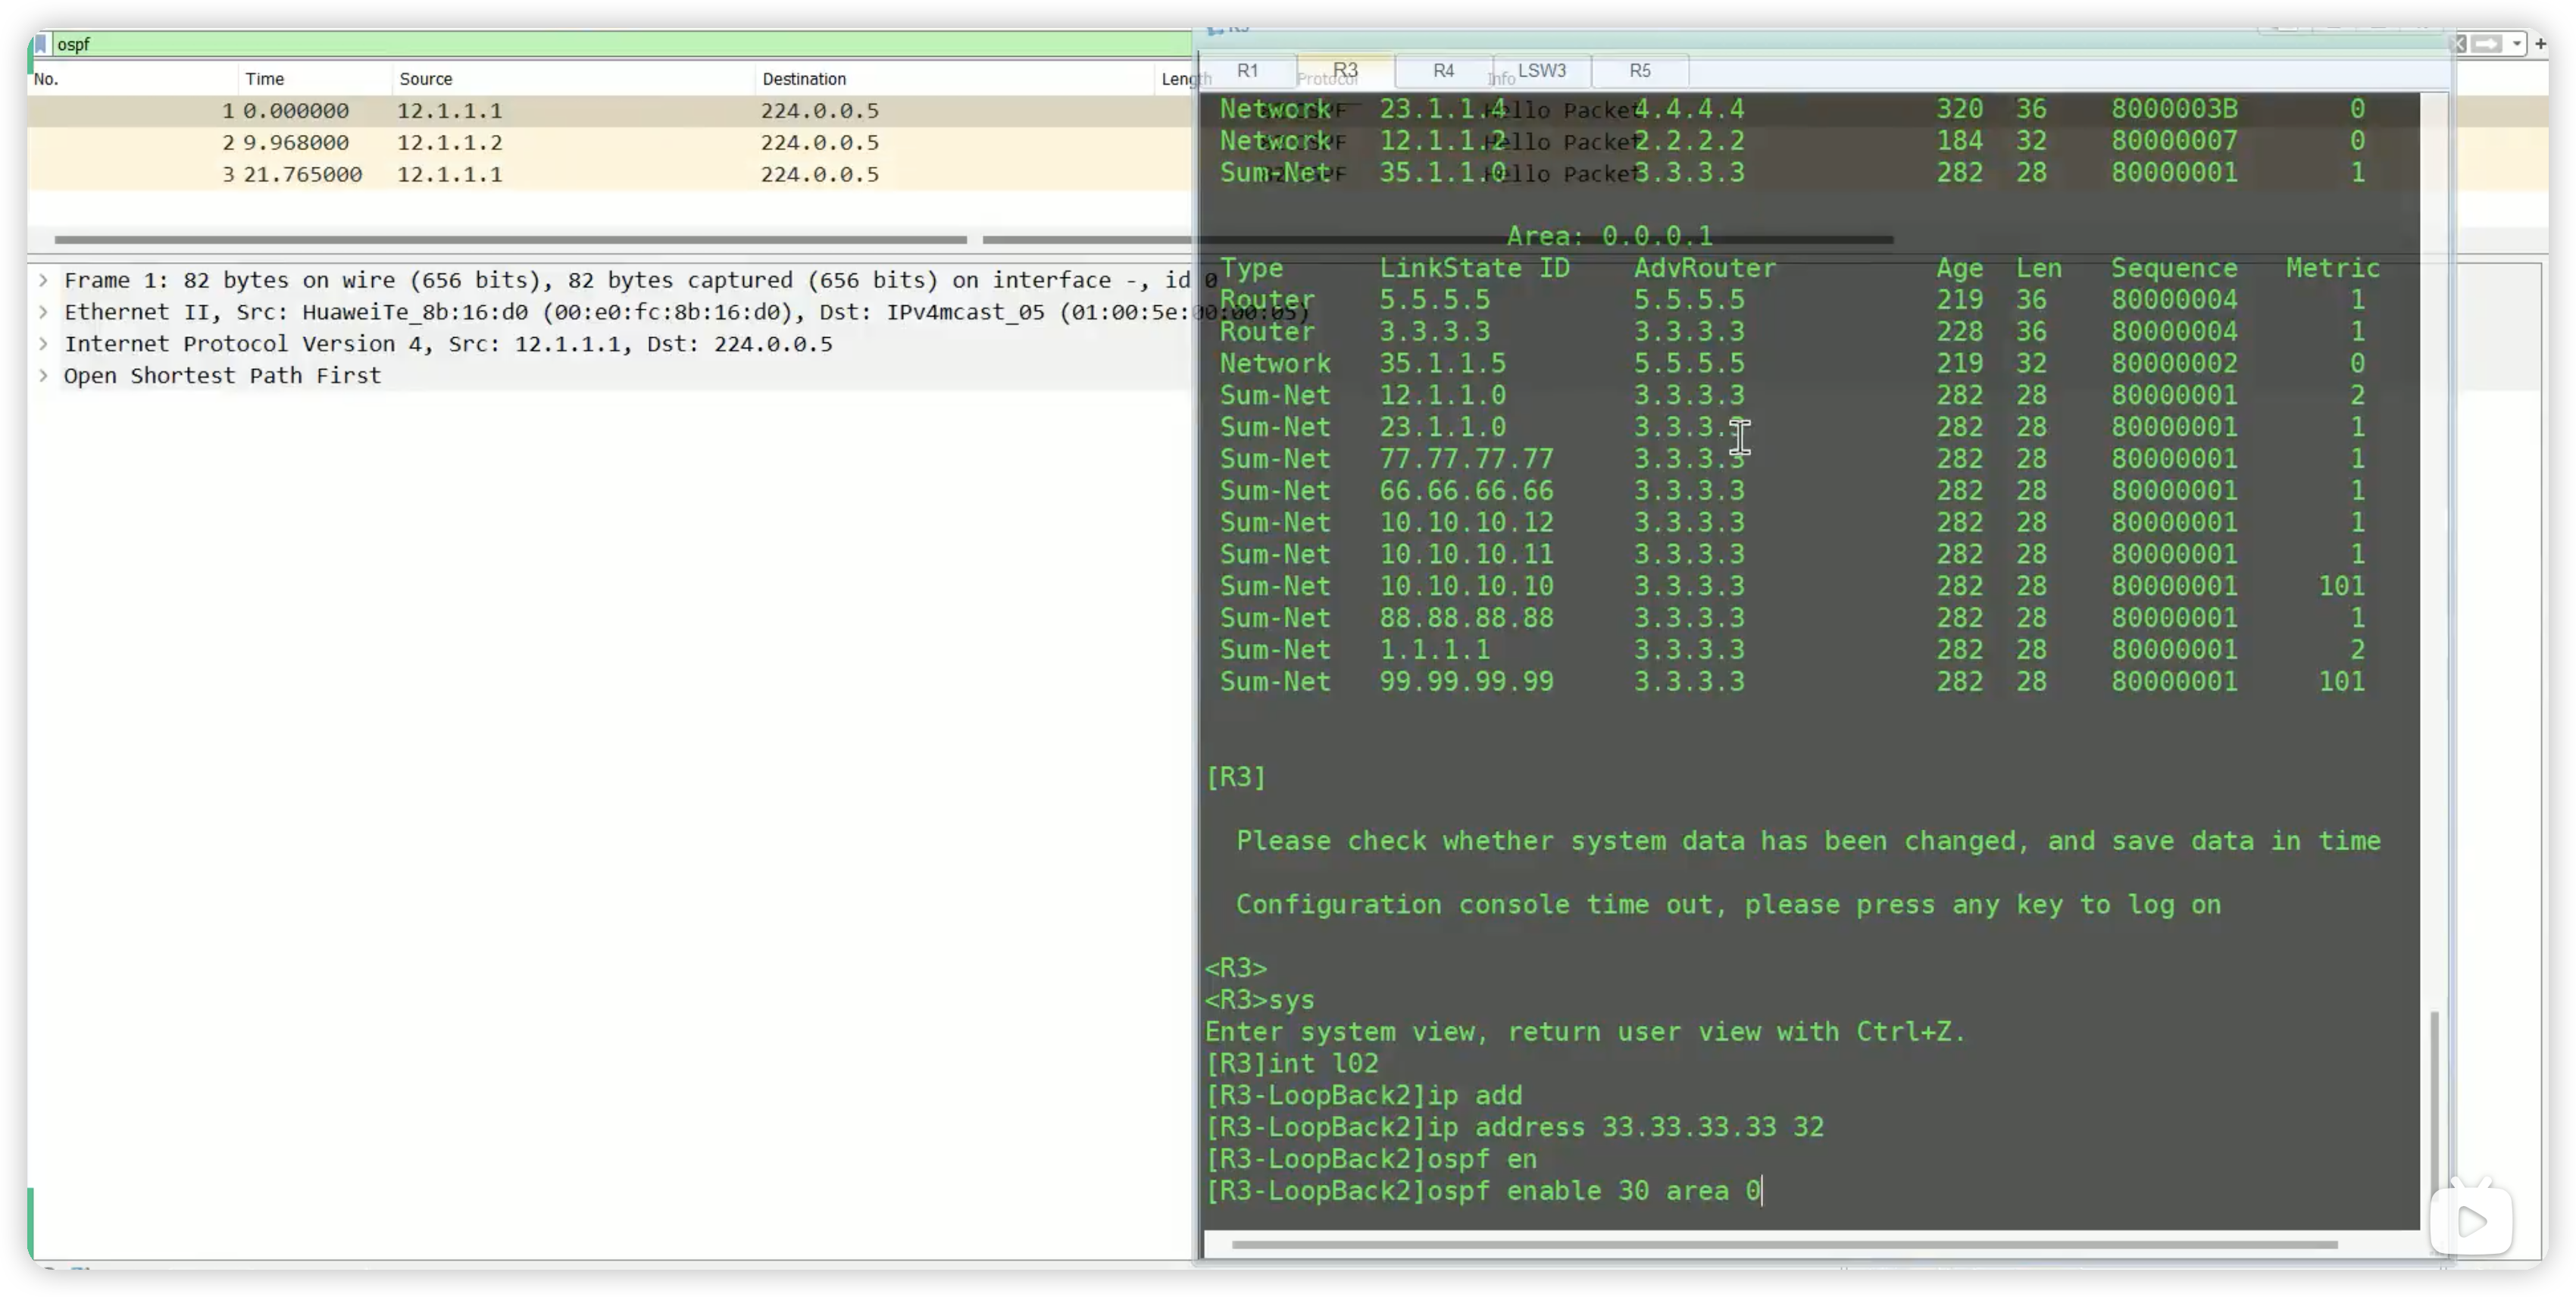 ospf
No. Time Source Destination Length Protocol Info
1 0.000000 12.1.1.1 224.0.0.5
2 9.968000 12.1.1.2 224.0.0.5
3 21.765000 12.1.1.1 224.0.0.5
Frame 1: 82 bytes on wire (656 bits), 82 bytes captured (656 bits) on interface -, id 0
Ethernet II, Src: HuaweiTe_8b:16:d0 (00:e0:fc:8b:16:d0), Dst: IPv4mcast_05 (01:00:5e:00:00:05)
Internet Protocol Version 4, Src: 12.1.1.1, Dst: 224.0.0.5
Open Shortest Path First
R1 R3 R4 LSW3 R5
Network 23.1.1.4 4.4.4.4 320 36 8000003B 0
Network 12.1.1.2 2.2.2.2 184 32 80000007 0
Sum-Net 35.1.1.0 3.3.3.3 282 28 80000001 1
Area: 0.0.0.1
Type LinkState ID AdvRouter Age Len Sequence Metric
Router 5.5.5.5 5.5.5.5 219 36 80000004 1
Router 3.3.3.3 3.3.3.3 228 36 80000004 1
Network 35.1.1.5 5.5.5.5 219 32 80000002 0
Sum-Net 12.1.1.0 3.3.3.3 282 28 80000001 2
Sum-Net 23.1.1.0 3.3.3.3 282 28 80000001 1
Sum-Net 77.77.77.77 3.3.3.3 282 28 80000001 1
Sum-Net 66.66.66.66 3.3.3.3 282 28 80000001 1
Sum-Net 10.10.10.12 3.3.3.3 282 28 80000001 1
Sum-Net 10.10.10.11 3.3.3.3 282 28 80000001 1
Sum-Net 10.10.10.10 3.3.3.3 282 28 80000001 101
Sum-Net 88.88.88.88 3.3.3.3 282 28 80000001 1
Sum-Net 1.1.1.1 3.3.3.3 282 28 80000001 2
Sum-Net 99.99.99.99 3.3.3.3 282 28 80000001 101
[R3]
Please check whether system data has been changed, and save data in time
Configuration console time out, please press any key to log on
<R3>
<R3>sys
Enter system view, return user view with Ctrl+Z.
[R3]int l02
[R3-LoopBack2]ip add
[R3-LoopBack2]ip address 33.33.33.33 32
[R3-LoopBack2]ospf en
[R3-LoopBack2]ospf enable 30 area 0